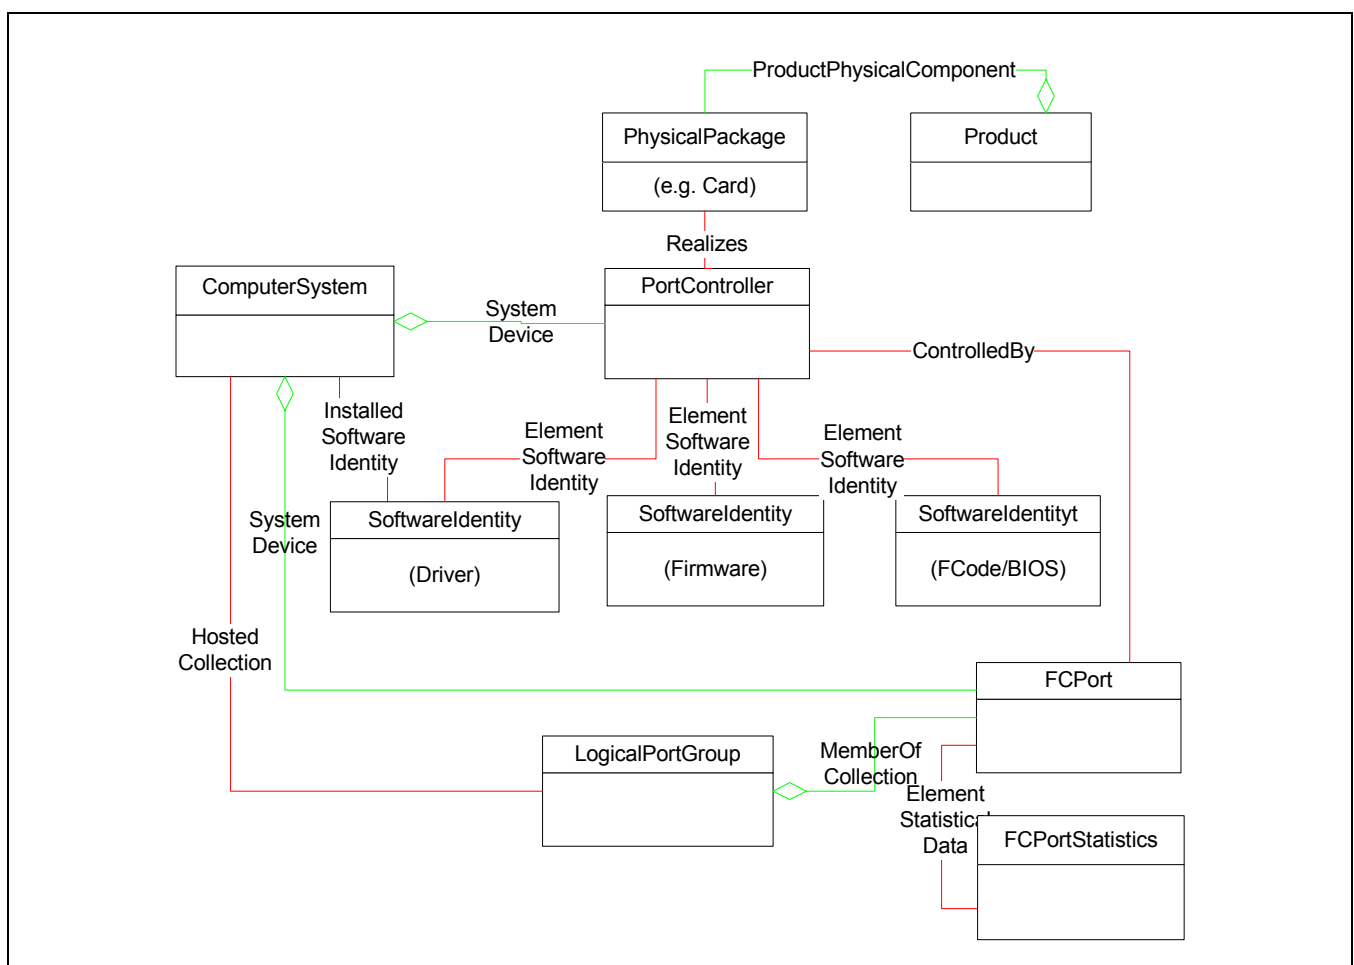 ProductPhysicalComponent
PhysicalPackage
(e.g. Card)
Product
Realizes
ComputerSystem
System
Device
PortController
ControlledBy
Installed
Software
Identity
Element
Software
Identity
Element
Software
Identity
Element
Software
Identity
System
Device
SoftwareIdentity
(Driver)
SoftwareIdentity
(Firmware)
SoftwareIdentityt
(FCode/BIOS)
Hosted
Collection
FCPort
LogicalPortGroup
MemberOf
Collection
Element
Statistical
Data
FCPortStatistics